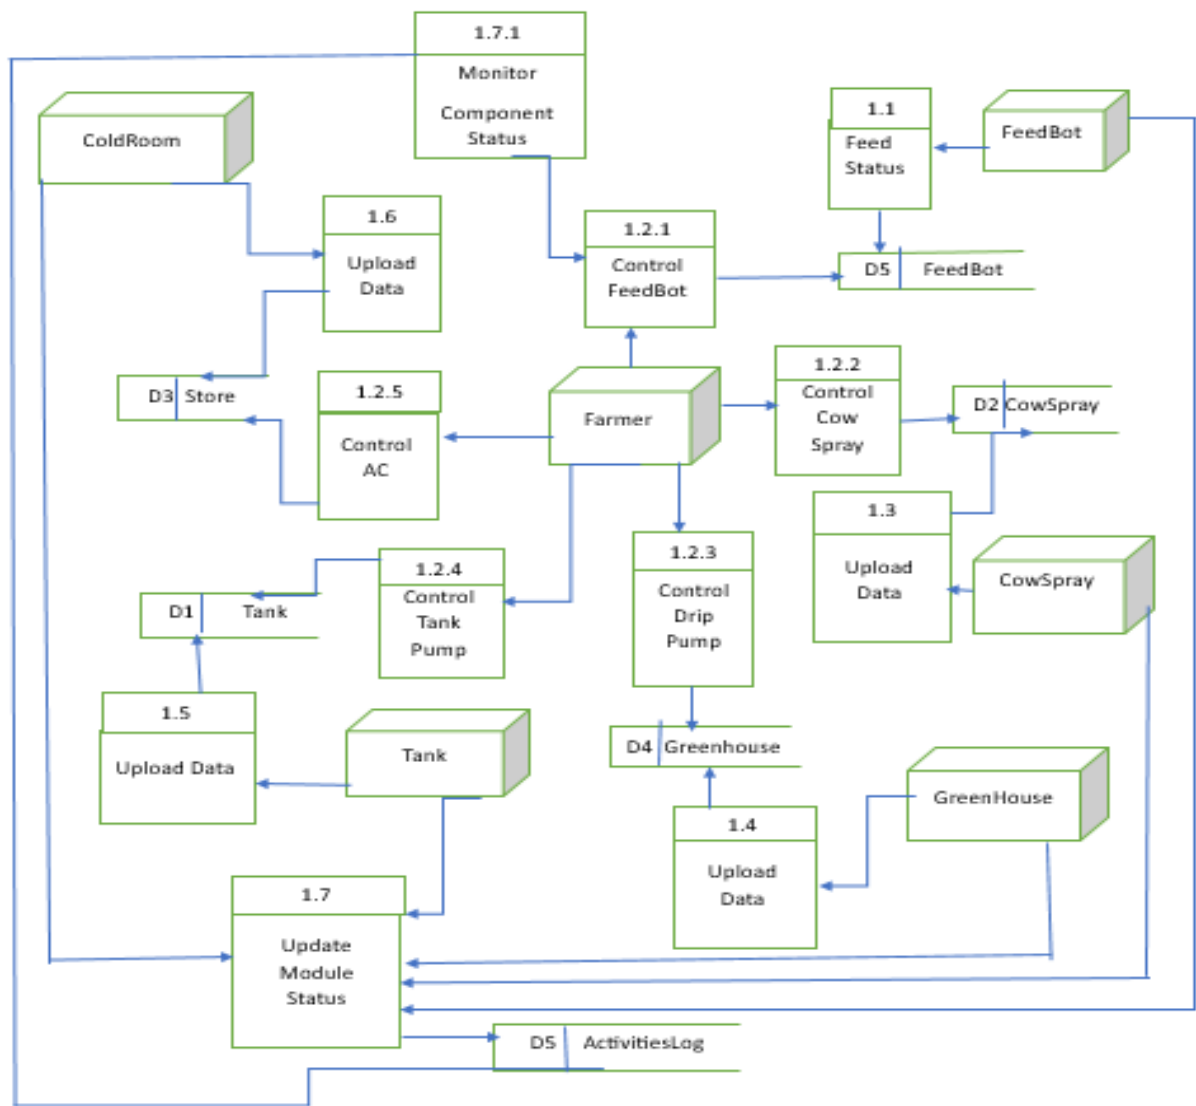 1.7.1
Monitor
Component
Status
ColdRoom
1.1
Feed
Status
FeedBot
1.6
Upload
Data
1.2.1
Control
FeedBot
D5 FeedBot
D3 Store
1.2.5
Control
AC
Farmer
1.2.2
Control
Cow
Spray
D2 CowSpray
1.3
Upload
Data
CowSpray
1.2.4
Control
Tank
Pump
1.2.3
Control
Drip
Pump
D1 Tank
1.5
Upload Data
Tank
D4 Greenhouse
GreenHouse
1.4
Upload
Data
1.7
Update
Module
Status
D5 ActivitiesLog